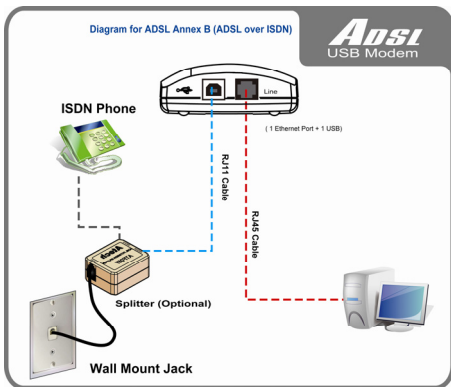 Diagram for ADSL Annex B (ADSL over ISDN)
ADSL
USB Modem
Line
ISDN Phone
( 1 Ethernet Port + 1 USB)
RJ11 Cable
RJ45 Cable
Splitter (Optional)
Wall Mount Jack